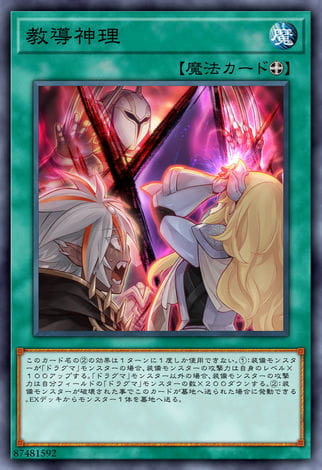 教導神理
魔
【魔法カード】
このカード名の②の効果は1ターンに1度しか使用できない。①:装備モンスター
が「ドラグマ」モンスターの場合、装備モンスターの攻撃力は自身のレベル×
100アップする。「ドラグマ」モンスター以外の場合、装備モンスターの攻撃
力は自分フィールドの「ドラグマ」モンスターの数×200ダウンする。②:装
備モンスターが破壊された事でこのカードが墓地へ送られた場合に発動できる。
EXデッキからモンスター1体を墓地へ送る。
87481592